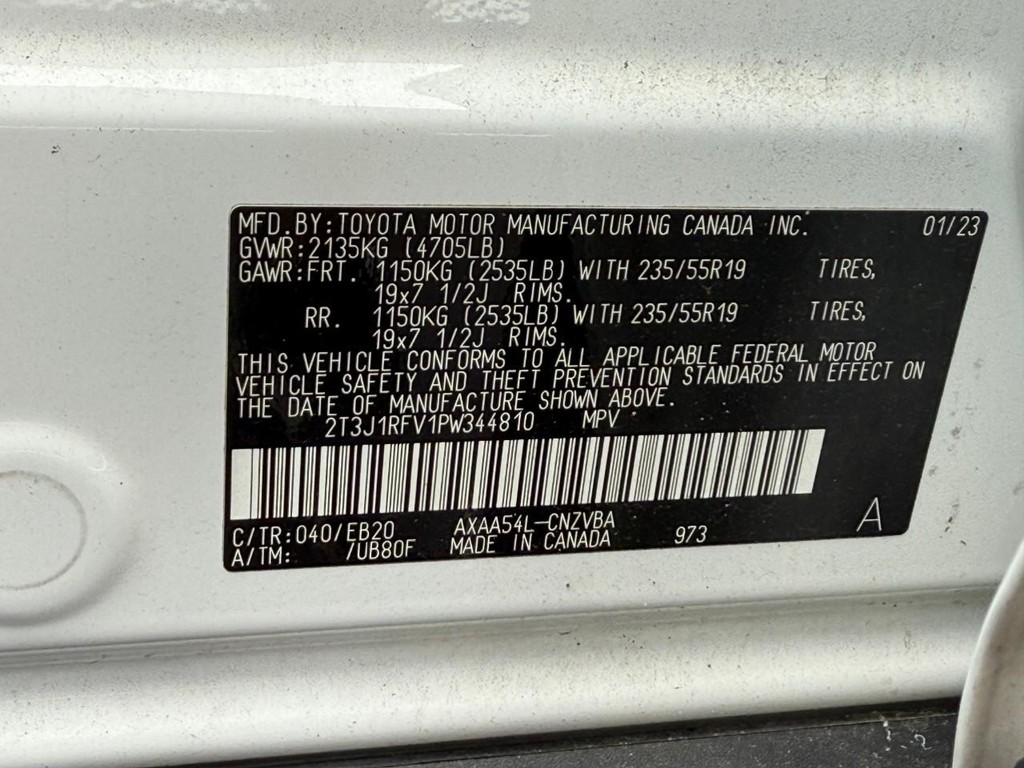 MFD. BY: TOYOTA MOTOR MANUFACTURING CANADA INC. 01/23
GVWR: 2135KG (4705LB)
GAWR: FRT. 1150KG (2535LB) WITH 235/55R19 TIRES,
19x7 1/2J RIMS.
RR. 1150KG (2535LB) WITH 235/55R19 TIRES,
19x7 1/2J RIMS.
THIS VEHICLE CONFORMS TO ALL APPLICABLE FEDERAL MOTOR
VEHICLE SAFETY AND THEFT PREVENTION STANDARDS IN EFFECT ON
THE DATE OF MANUFACTURE SHOWN ABOVE.
2T3J1RFV1PW344810 MPV
C/TR: 040/EB20 AXAA54L-CNZVBA A
A/TM: 7UB80F MADE IN CANADA 973